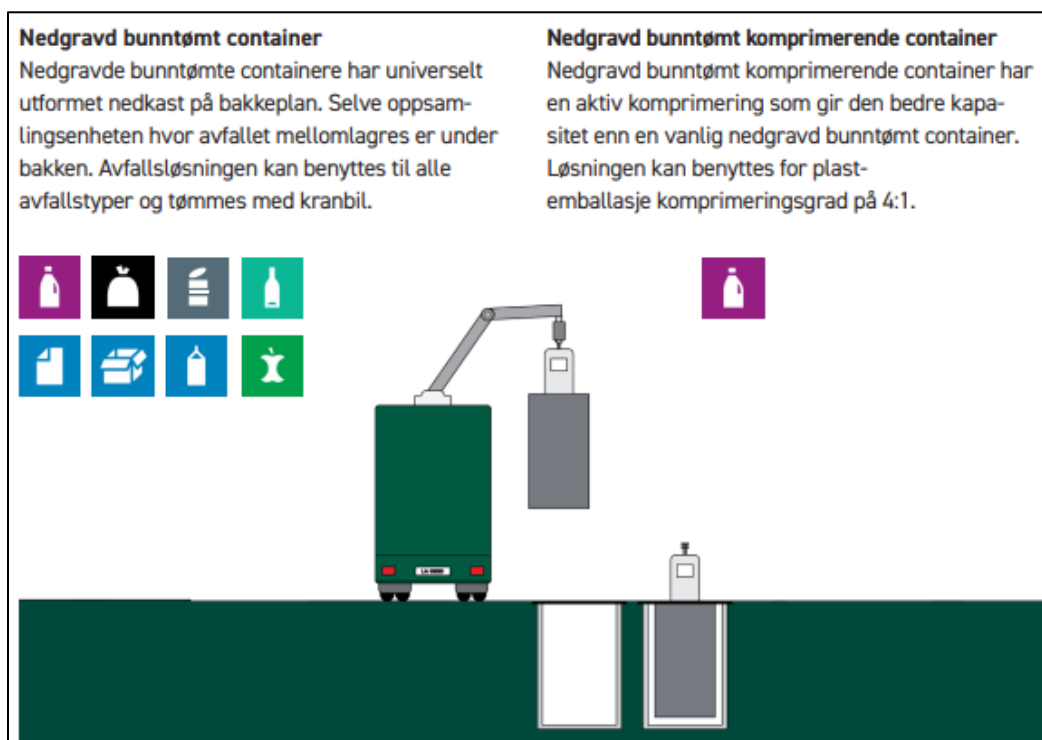 Nedgravd bunntømt container
Nedgravde bunntømte containere har universelt
utformet nedkast på bakkeplan. Selve oppsam-
lingsenheten hvor avfallet mellomlagres er under
bakken. Avfallsløsningen kan benyttes til alle
avfallstyper og tømmes med kranbil.
Nedgravd bunntømt komprimerende container
Nedgravd bunntømt komprimerende container har
en aktiv komprimering som gir den bedre kapa-
sitet enn en vanlig nedgravd bunntømt container.
Løsningen kan benyttes for plast-
emballasje komprimeringsgrad på 4:1.